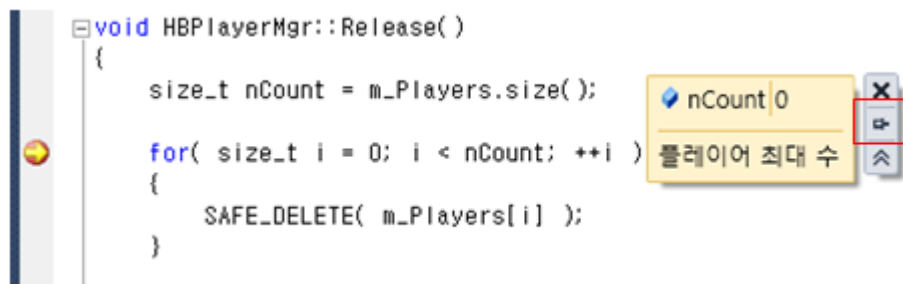 void HBPlayerMgr::Release()
{
size_t nCount = m_Players.size();
nCount 0
for( size_t i = 0; i < nCount; ++i )
플레이어 최대 수
{
SAFE_DELETE( m_Players[i] );
}